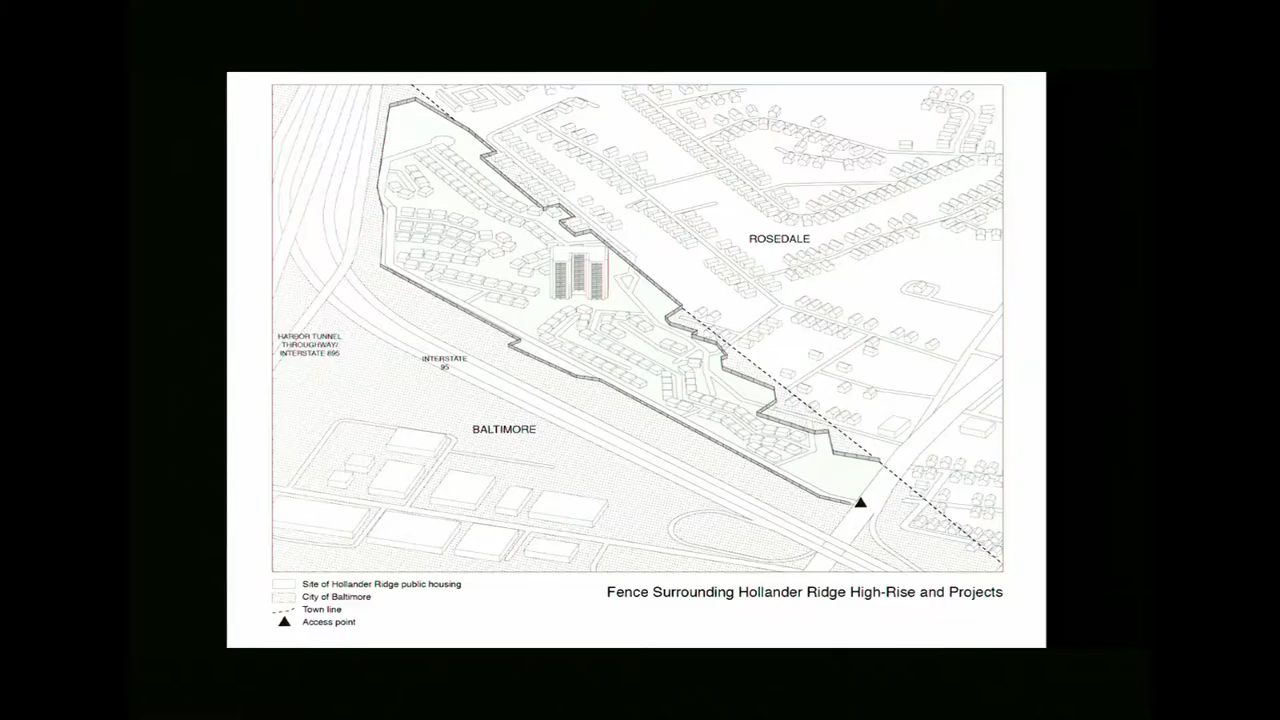 ROSEDALE
HARBOR TUNNEL
THROUGHWAY/
INTERSTATE 895
INTERSTATE
95
BALTIMORE
Site of Hollander Ridge public housing
City of Baltimore
Town line
Access point
Fence Surrounding Hollander Ridge High-Rise and Projects